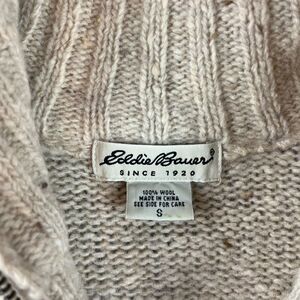 Eddie Bauer
SINCE 1920
100% WOOL
MADE IN CHINA
SEE SIDE FOR CARE
S